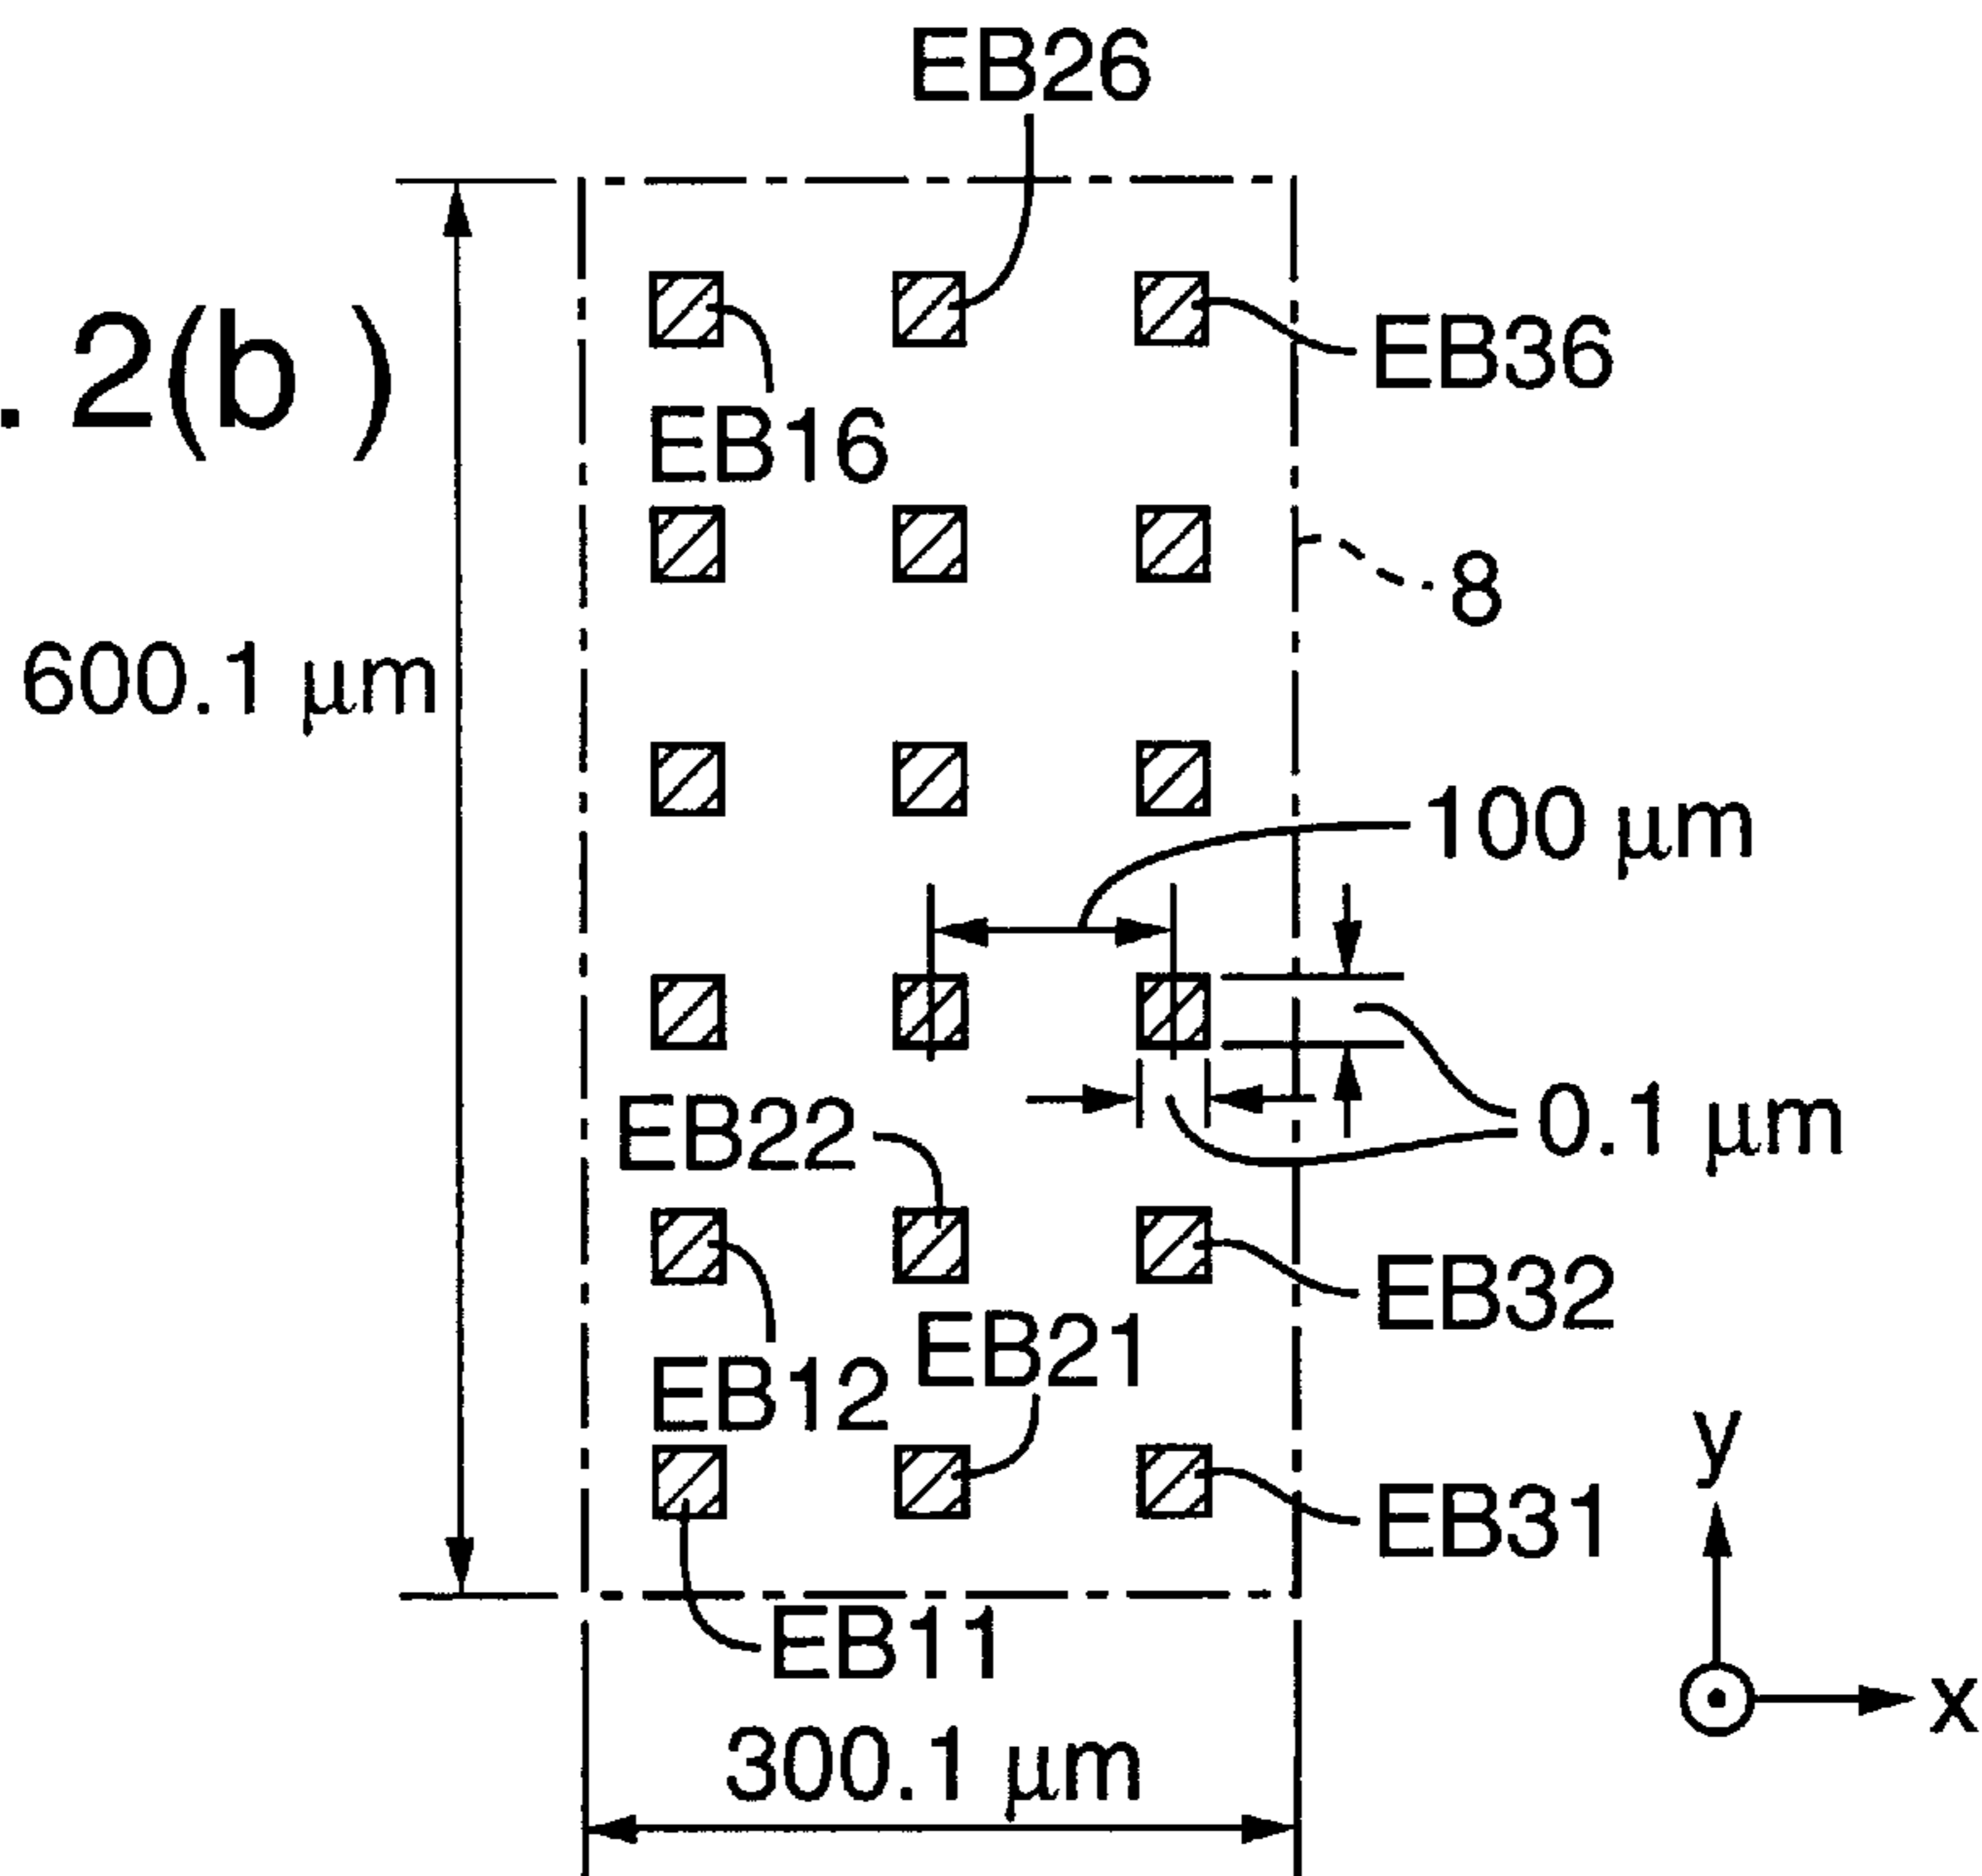 EB26
EB36
. 2(b )
EB16
8
600.1 µm
100 µm
EB22
0.1 µm
EB32
EB21
EB12
y
EB31
EB11
x
300.1 µm